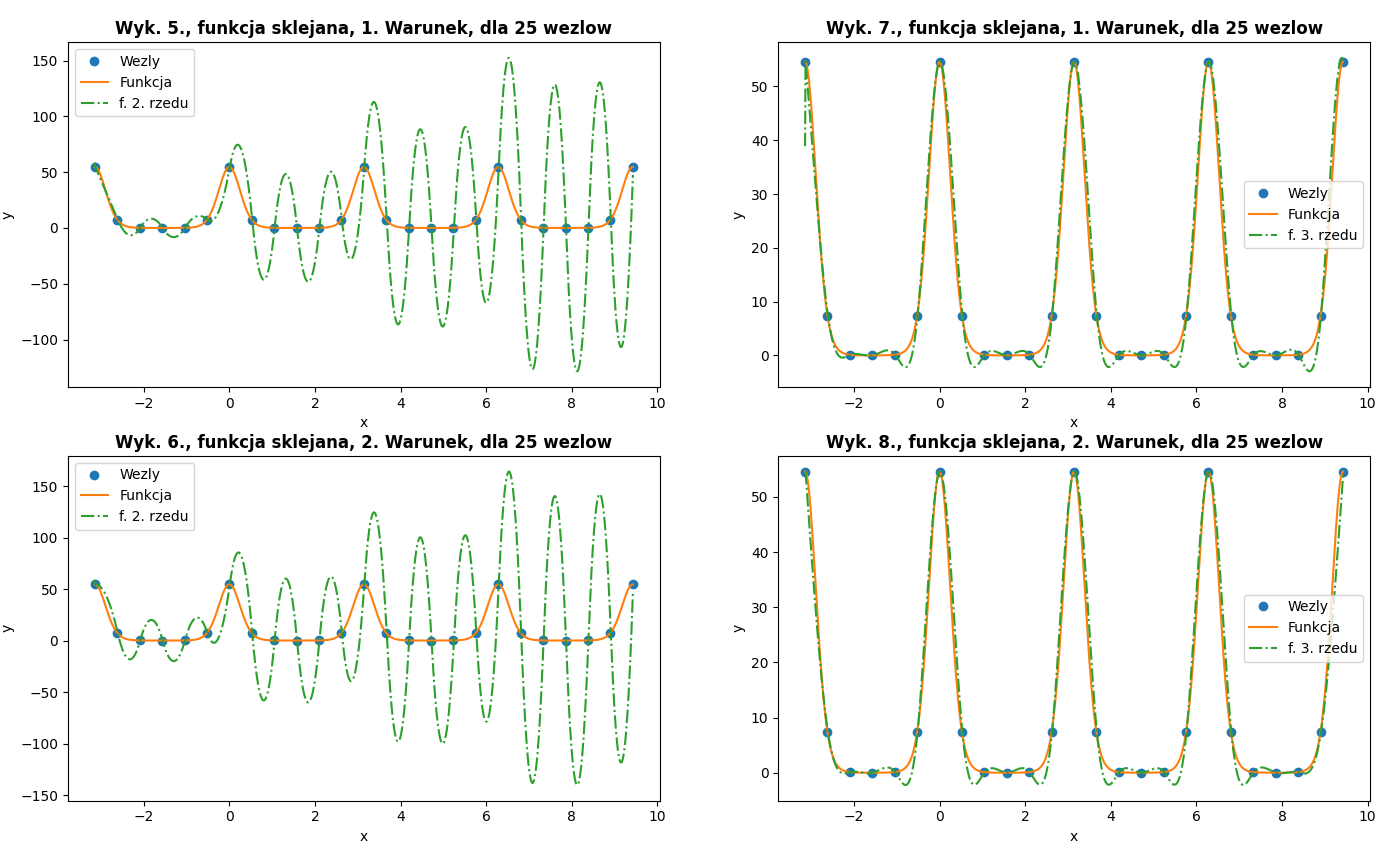 Wyk. 5., funkcja sklejana, 1. Warunek, dla 25 wezlow
Wezly
Funkcja
f. 2. rzedu
y
150
100
50
0
−50
−100
−2
0
2
4
6
8
10
x
Wyk. 7., funkcja sklejana, 1. Warunek, dla 25 wezlow
Wezly
Funkcja
f. 3. rzedu
y
50
40
30
20
10
0
−2
0
2
4
6
8
10
x
Wyk. 6., funkcja sklejana, 2. Warunek, dla 25 wezlow
Wezly
Funkcja
f. 2. rzedu
y
150
100
50
0
−50
−100
−150
−2
0
2
4
6
8
10
x
Wyk. 8., funkcja sklejana, 2. Warunek, dla 25 wezlow
Wezly
Funkcja
f. 3. rzedu
y
50
40
30
20
10
0
−2
0
2
4
6
8
10
x